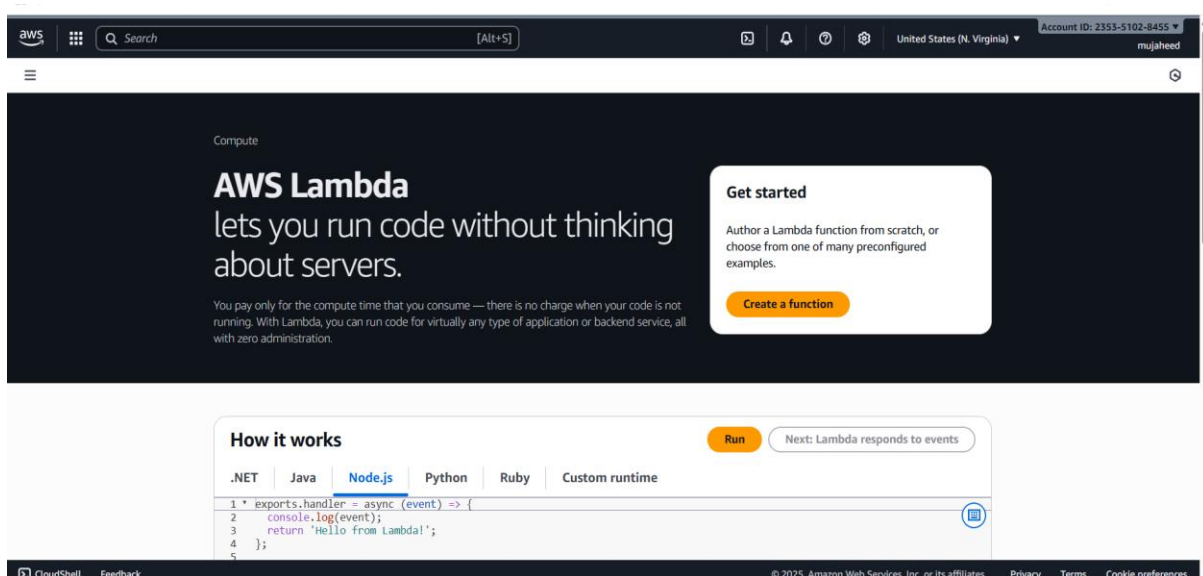 aws
Search
[Alt+S]
United States (N. Virginia) ▼
Account ID: 2353-5102-8455 ▼
mujaheed
Compute
AWS Lambda
lets you run code without thinking
about servers.
You pay only for the compute time that you consume — there is no charge when your code is not
running. With Lambda, you can run code for virtually any type of application or backend service, all
with zero administration.
Get started
Author a Lambda function from scratch, or
choose from one of many preconfigured
examples.
Create a function
How it works
Run
Next: Lambda responds to events
.NET
Java
Node.js
Python
Ruby
Custom runtime
1 exports.handler = async (event) => {
2 console.log(event);
3 return 'Hello from Lambda!';
4 };
5
CloudShell
Feedback
© 2025, Amazon Web Services, Inc. or its affiliates.
Privacy
Terms
Cookie preferences